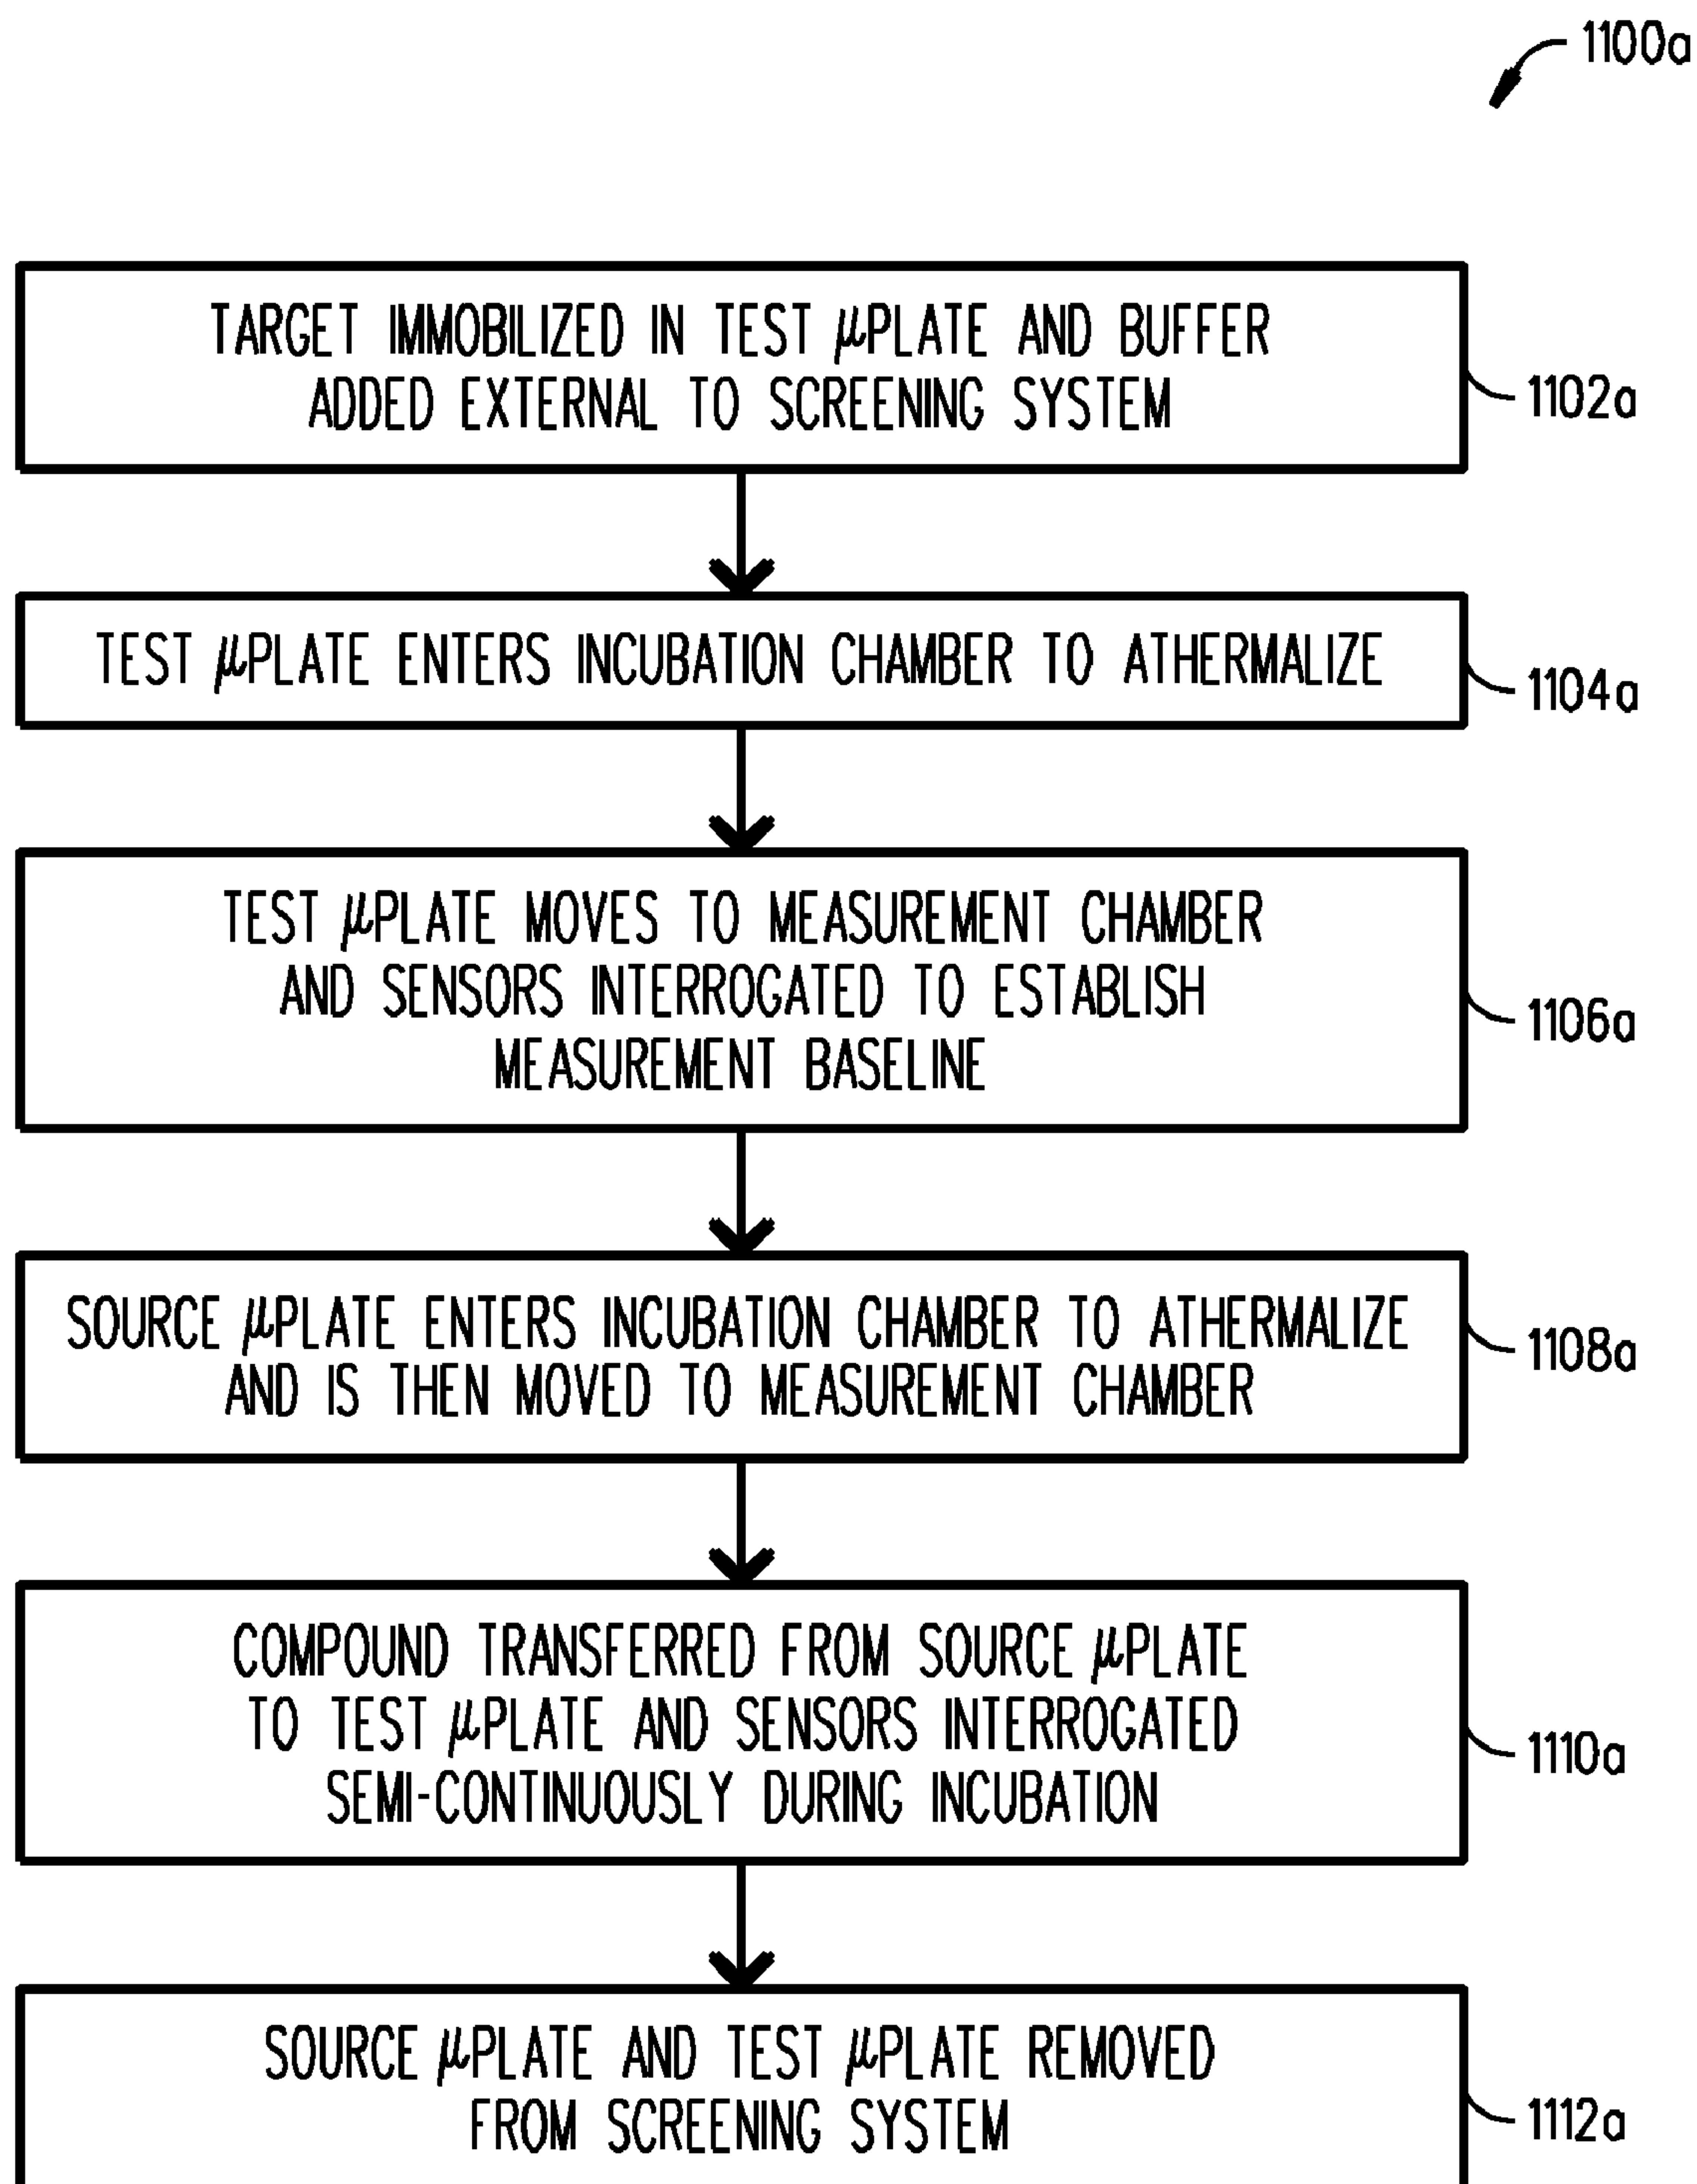 1100a
TARGET IMMOBILIZED IN TEST µPLATE AND BUFFER
ADDED EXTERNAL TO SCREENING SYSTEM
1102a
TEST µPLATE ENTERS INCUBATION CHAMBER TO ATHERMALIZE
1104a
TEST µPLATE MOVES TO MEASUREMENT CHAMBER
AND SENSORS INTERROGATED TO ESTABLISH
MEASUREMENT BASELINE
1106a
SOURCE µPLATE ENTERS INCUBATION CHAMBER TO ATHERMALIZE
AND IS THEN MOVED TO MEASUREMENT CHAMBER
1108a
COMPOUND TRANSFERRED FROM SOURCE µPLATE
TO TEST µPLATE AND SENSORS INTERROGATED
SEMI-CONTINUOUSLY DURING INCUBATION
1110a
SOURCE µPLATE AND TEST µPLATE REMOVED
FROM SCREENING SYSTEM
1112a